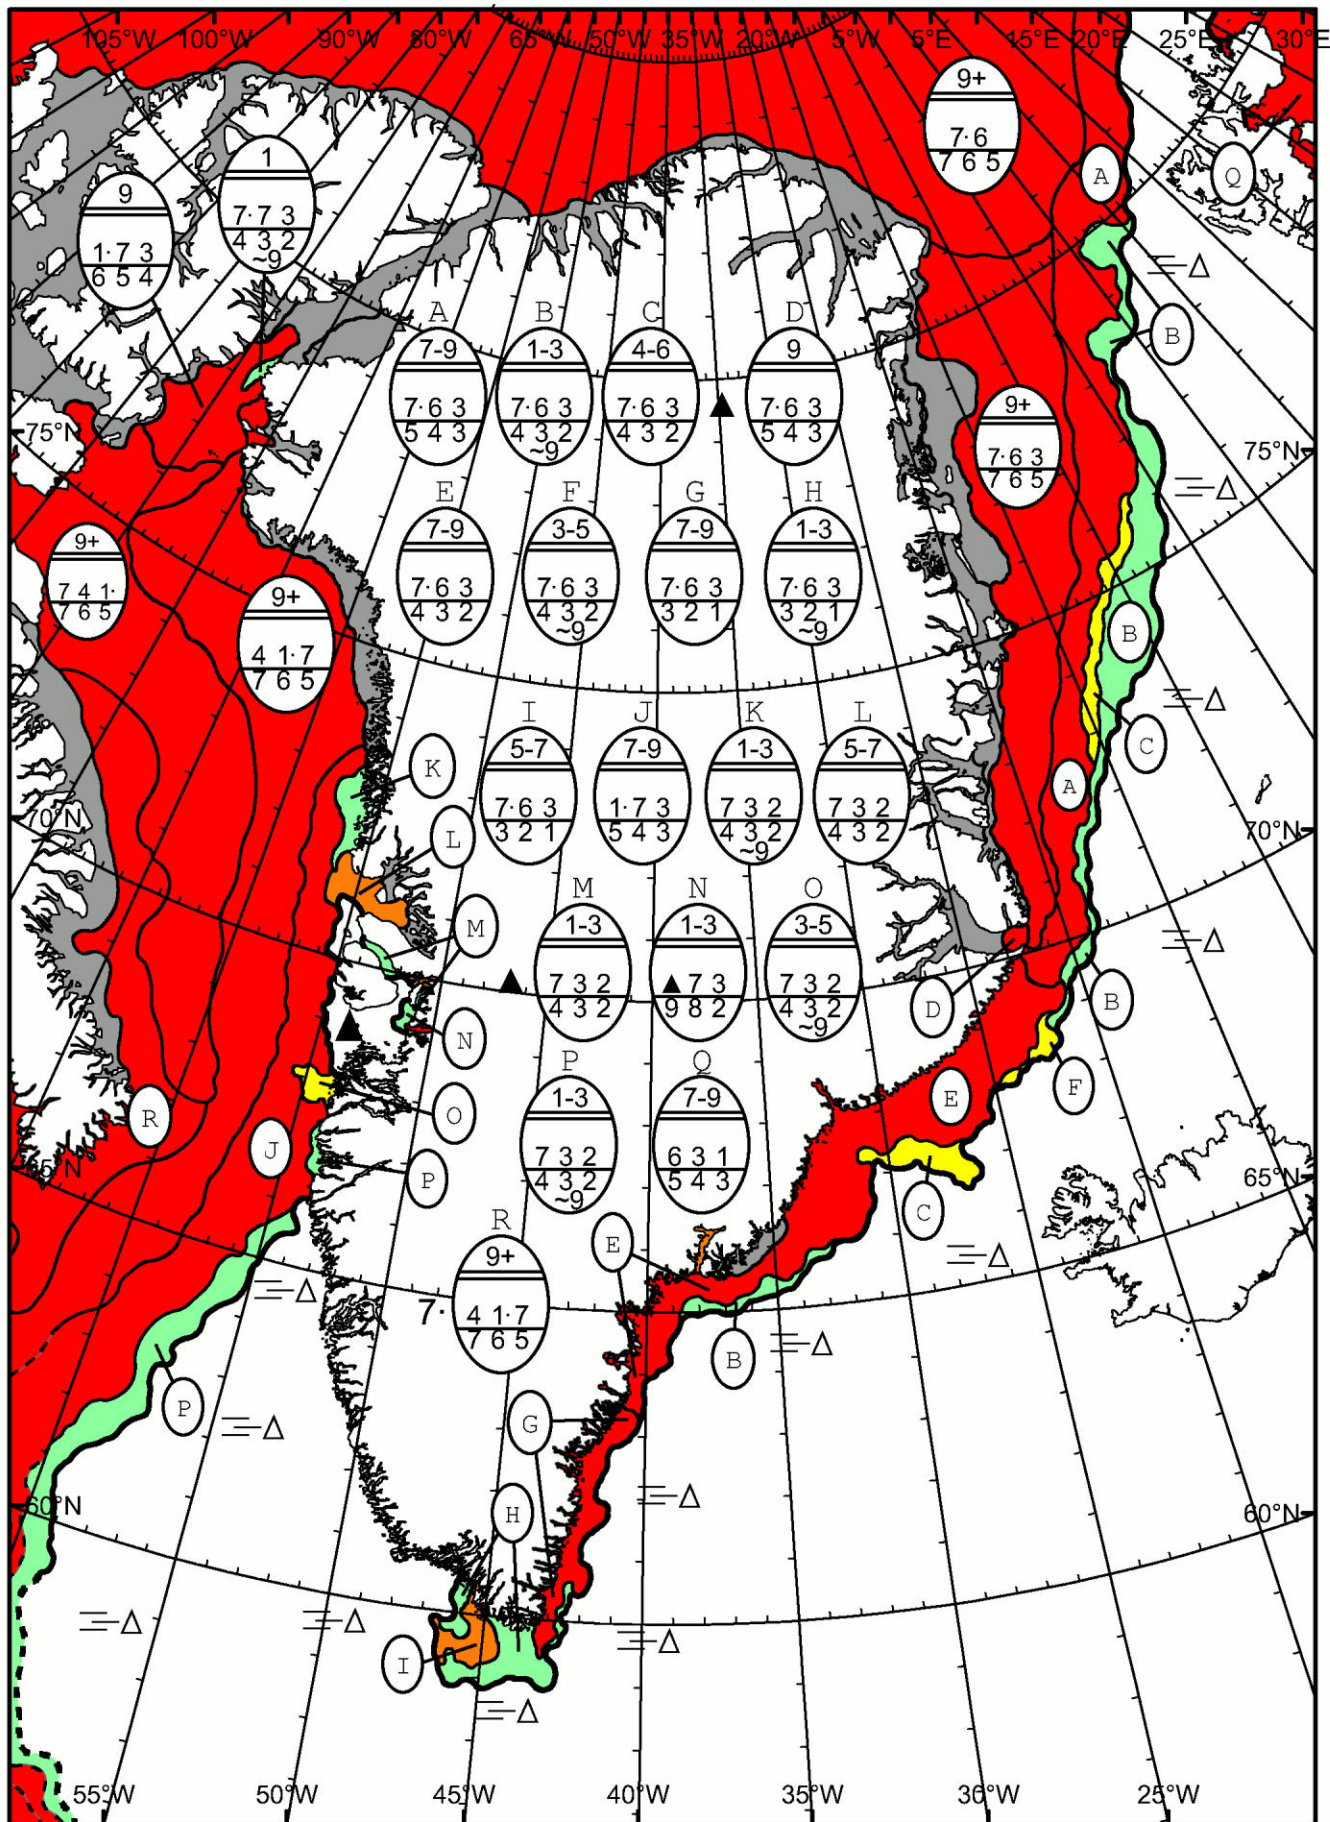 105°W 100°W 90°W 80°W 65°W 50°W 35°W 20°W 5°W 5°E 15°E 20°E 25°E 30°E
9+
7·6
7 6 5
A
Q
1
7·7 3
4 3 2
~9
9
1·7 3
6 5 4
B
A
7-9
7·6 3
5 4 3
B
1-3
7·6 3
4 3 2
~9
C
4-6
7·6 3
4 3 2
D
9
7·6 3
5 4 3
75°N
75°N
9+
7·6 3
7 6 5
E
7-9
7·6 3
4 3 2
F
3-5
7·6 3
4 3 2
~9
G
7-9
7·6 3
3 2 1
H
1-3
7·6 3
3 2 1
~9
9+
7 4 1·
7 6 5
9+
4 1·7
7 6 5
B
C
K
A
I
5-7
7·6 3
3 2 1
J
7-9
1·7 3
5 4 3
K
1-3
7 3 2
4 3 2
~9
L
5-7
7 3 2
4 3 2
70°N
70°N
L
M
M
1-3
7 3 2
4 3 2
N
1-3
▲ 7 3
9 8 2
O
3-5
7 3 2
4 3 2
~9
D
B
N
F
E
O
R
J
P
P
1-3
7 3 2
4 3 2
~9
Q
7-9
6 3 1
5 4 3
65°N
65°N
C
R
9+
7·
4 1·7
7 6 5
E
B
P
G
60°N
60°N
H
I
55°W 50°W 45°W 40°W 35°W 30°W 25°W